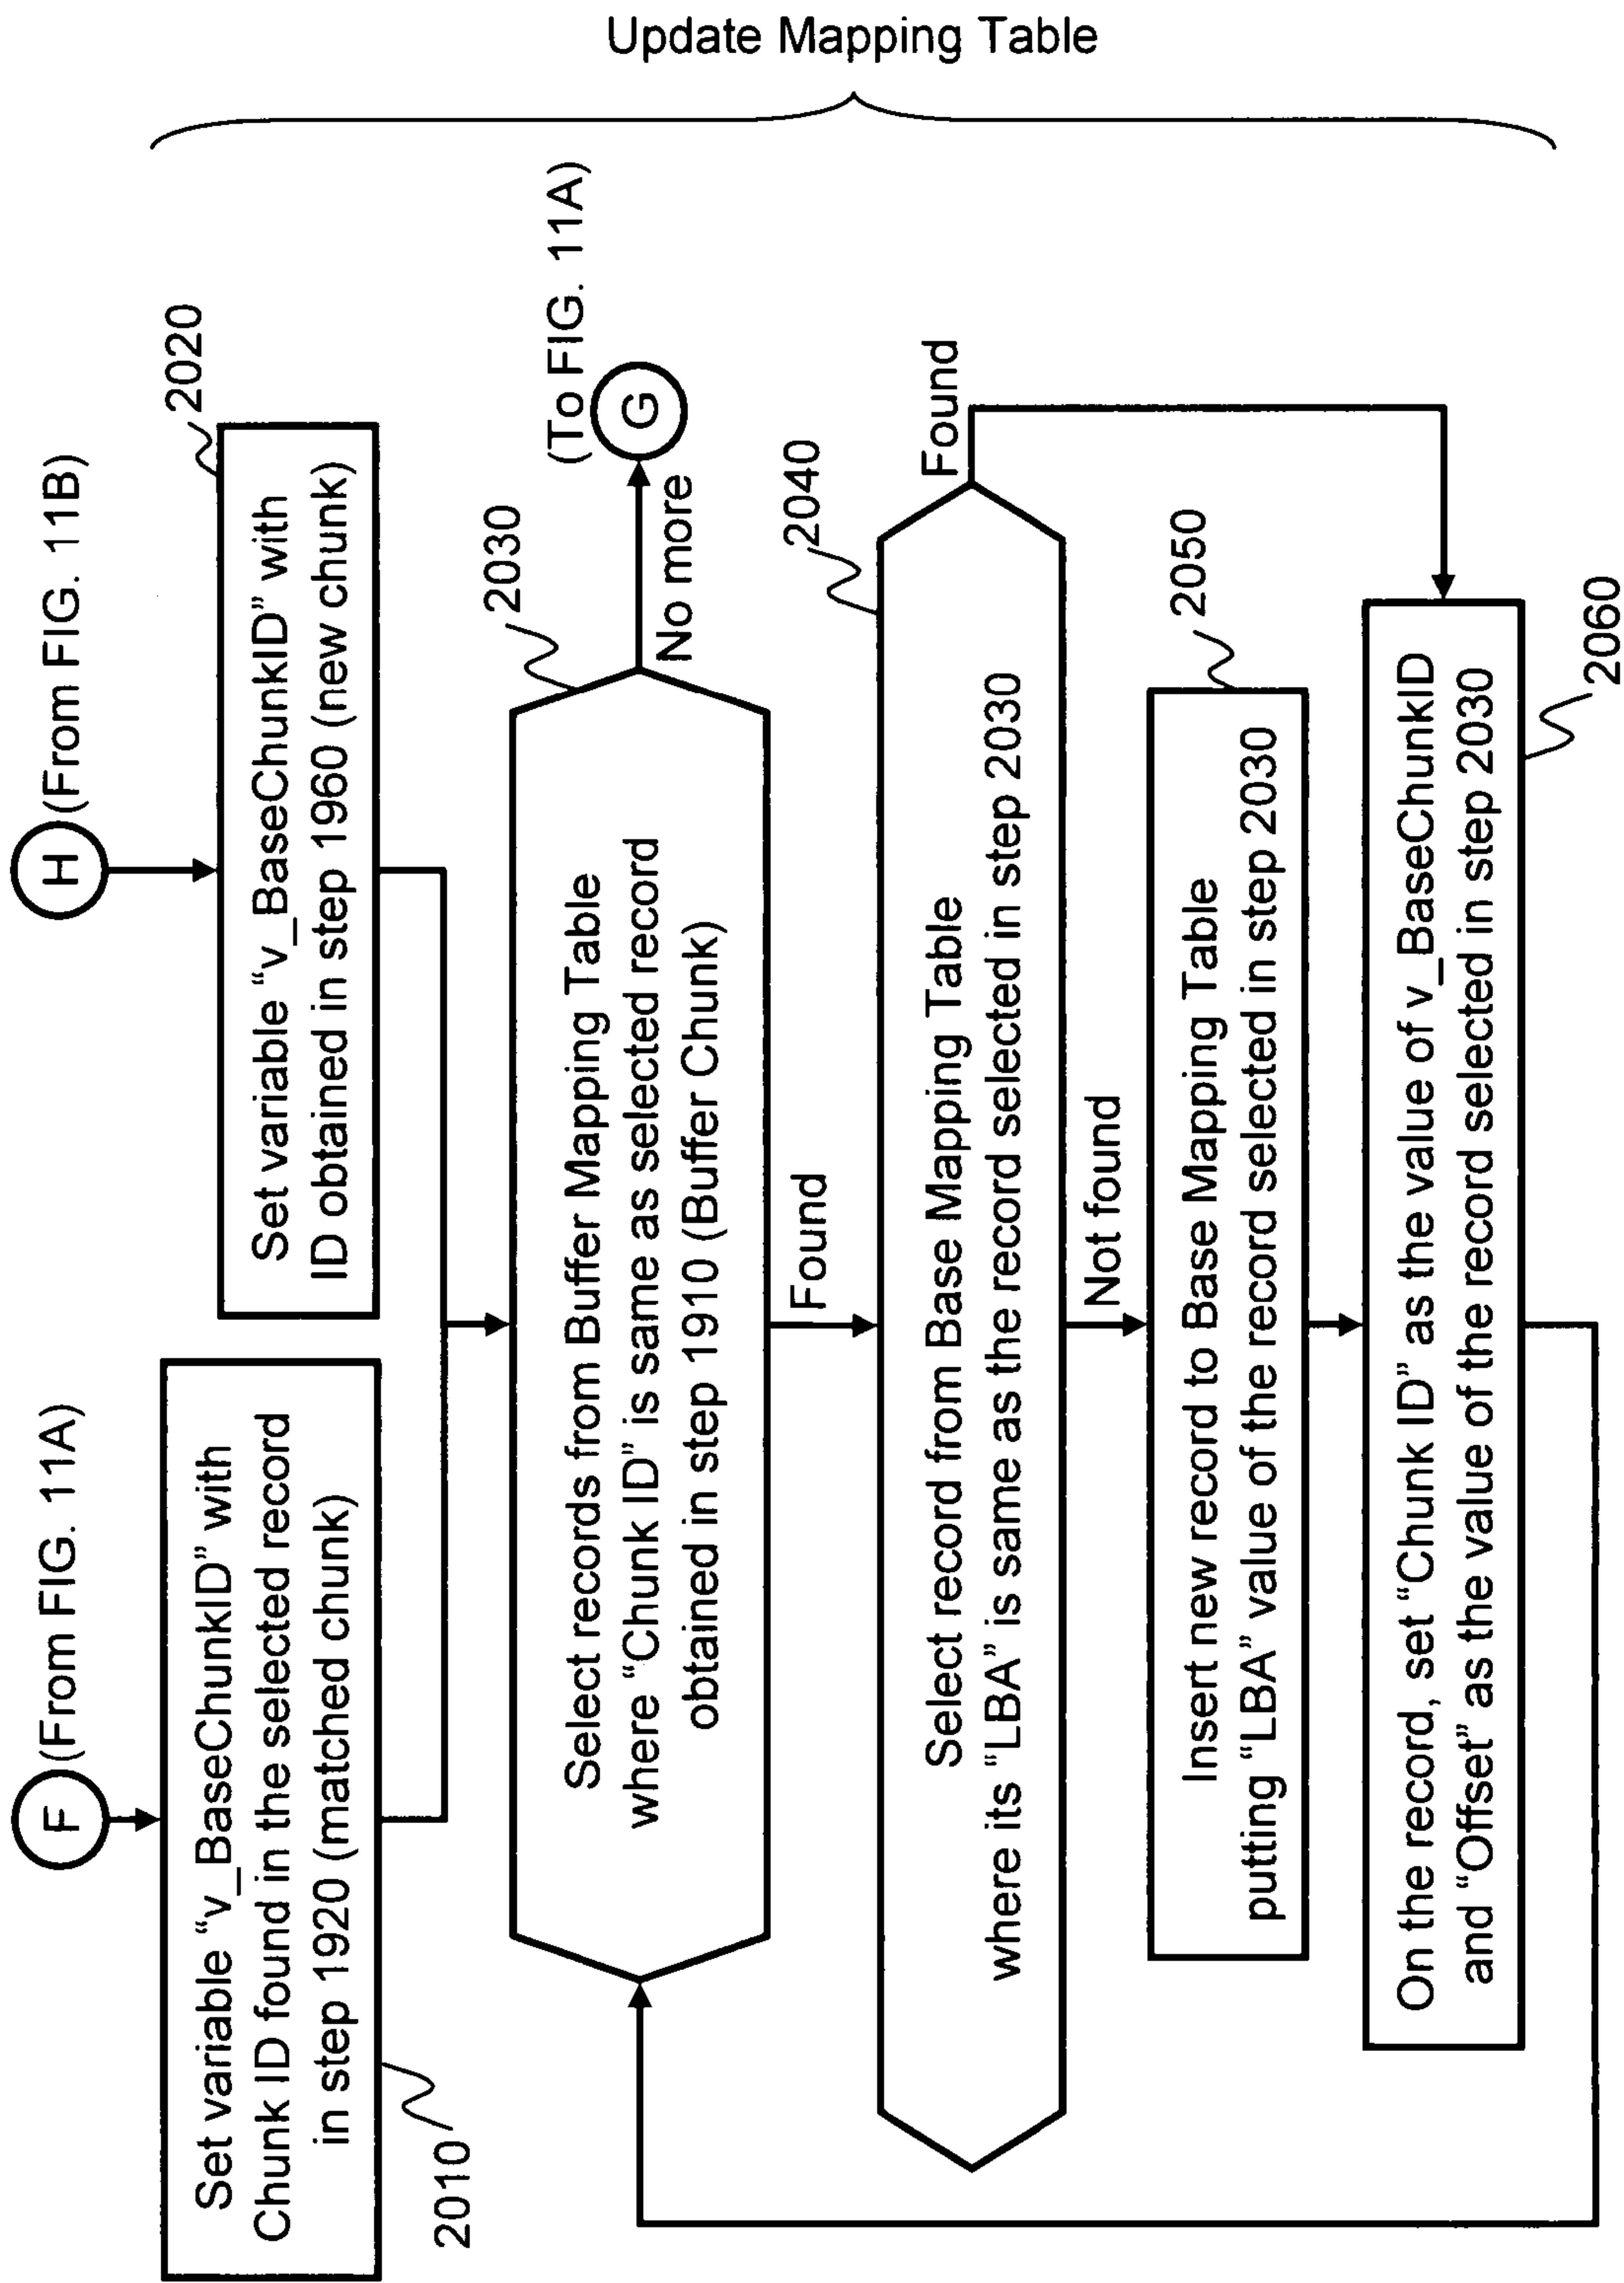 F (From FIG. 11A)
H (From FIG. 11B)
Set variable “v_BaseChunkID” with
Chunk ID found in the selected record
in step 1920 (matched chunk)
2010
Set variable “v_BaseChunkID” with
ID obtained in step 1960 (new chunk)
2020
Select records from Buffer Mapping Table
where “Chunk ID” is same as selected record
obtained in step 1910 (Buffer Chunk)
2030
No more
(To FIG. 11A)
G
Found
Select record from Base Mapping Table
where its “LBA” is same as the record selected in step 2030
2040
Found
Not found
Insert new record to Base Mapping Table
putting “LBA” value of the record selected in step 2030
2050
On the record, set “Chunk ID” as the value of v_BaseChunkID
and “Offset” as the value of the record selected in step 2030
2060
Update Mapping Table